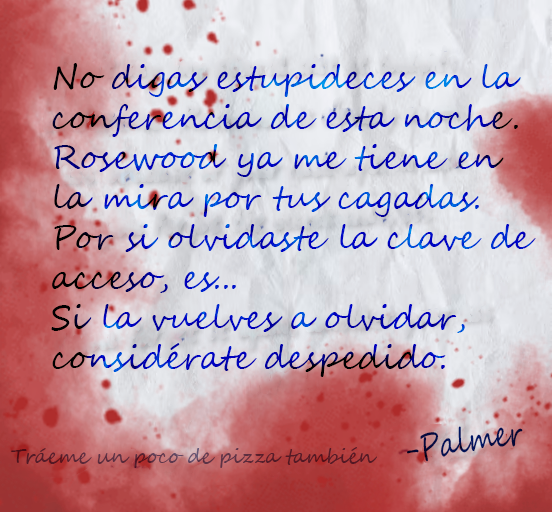 No digas estupideces en la
conferencia de esta noche.
Rosewood ya me tiene en
la mira por tus cagadas.
Por si olvidaste la clave de
acceso, es...
Si la vuelves a olvidar,
considérate despedido.
-Palmer
Tráeme un poco de pizza también